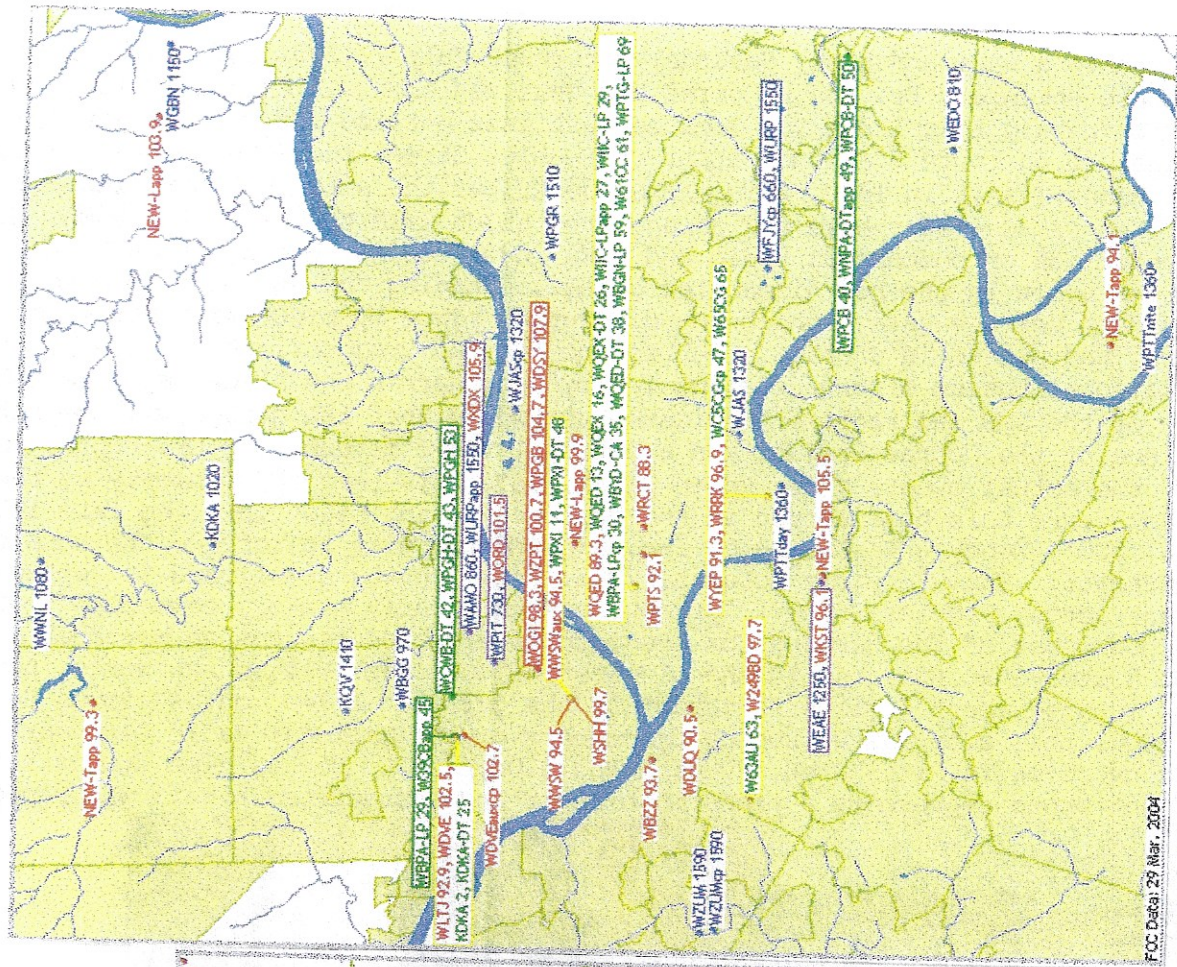 WWNL 1080
NEW-Tapp 99.3
KDKA 1020
NEW-Lapp 103.9
WGBN 1150
KQV 1410
WBGG 970
WBPA-LP 29, W69CBapp 45
WCWB-DT 42, WPGH-DT 43, WPGH 53
WLTJ 92.9, WDVE 102.5,
KDKA 2, KDKA-DT 25
WAMO 860, WURPapp 1550, WXDX 105.9
WDVEauxcp 102.7
WPIT 730, WORD 101.5
WJAScp 1320
WPGR 1510
WOGI 98.3, WZPT 100.7, WPGB 104.7, WDSY 107.9
WWSWaux 94.5, WPXI 11, WPXI-DT 48
WWSW 94.5
NEW-Lapp 99.9
WSHH 99.7
WQED 89.3, WQED 13, WQEX 16, WQEX-DT 26, WIIC-LPapp 27, WIIC-LP 29,
WBPA-LPcp 30, WBYD-CA 35, WQED-DT 38, WBGN-LP 59, W61CC 61, WPTG-LP 69
WRCT 88.3
WPTS 92.1
WBZZ 93.7
WDUQ 90.5
WZUM 1590
WZUMcp 1590
WYEP 91.3, WRRK 96.9, WC65CGcp 47, W65CG 65
WJAS 1320
WFJYcp 660, WURP 1550
W63AU 63, W249BD 97.7
WPTTday 1360
WEAE 1250, WKST 96.1
NEW-Tapp 105.5
WPCB 40, WNPA-DTapp 49, WPCB-DT 50
WEDO 810
NEW-Tapp 94.1
WPTTnite 1360
FCC Data: 29 Mar, 2004